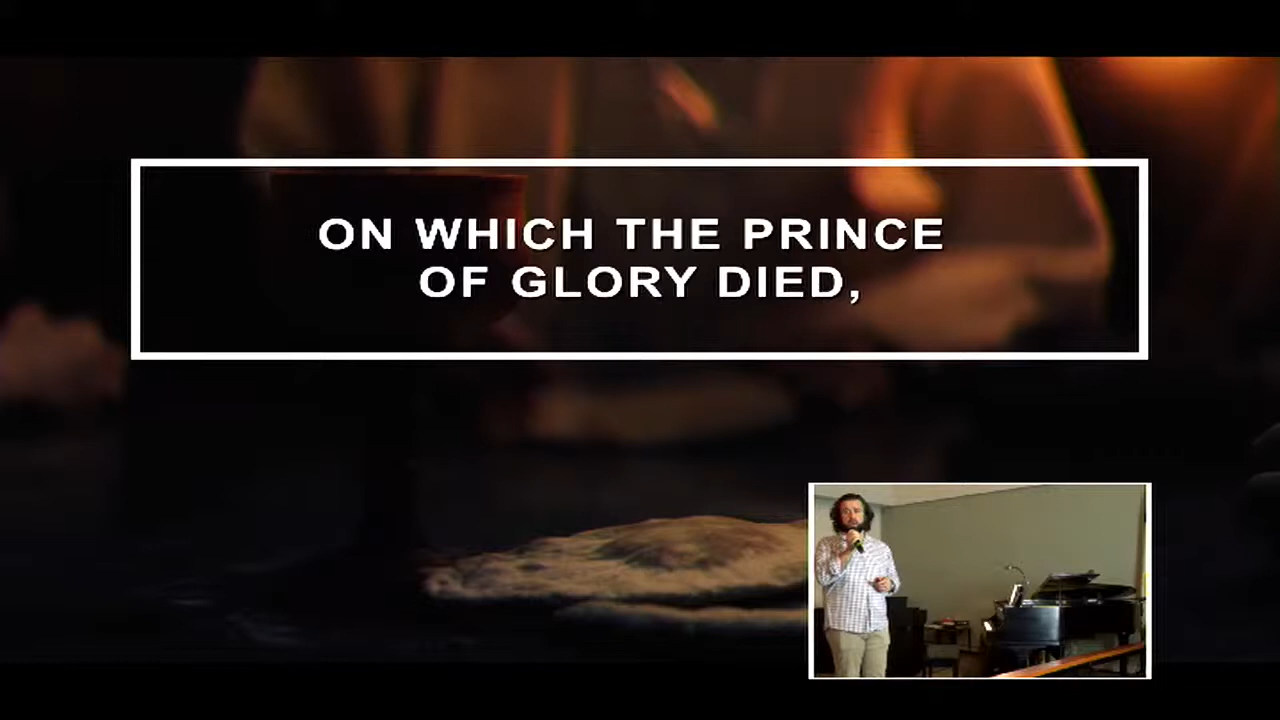 ON WHICH THE PRINCE
OF GLORY DIED,